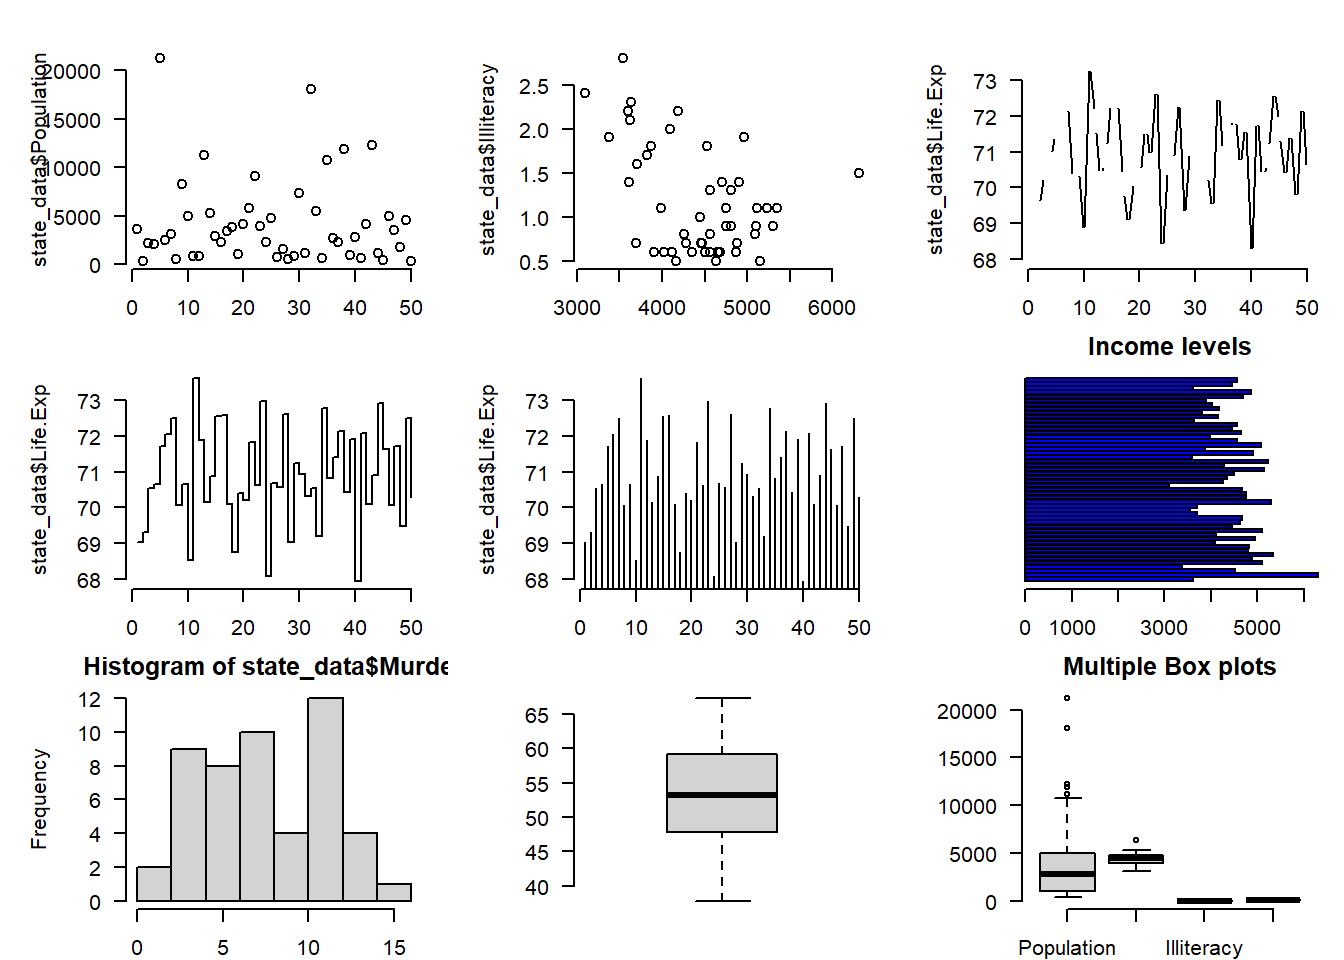 state_data$Population
20000
15000
10000
5000
0
0 10 20 30 40 50
state_data$Illiteracy
2.5
2.0
1.5
1.0
0.5
3000 4000 5000 6000
state_data$Life.Exp
73
72
71
70
69
68
0 10 20 30 40 50
state_data$Life.Exp
73
72
71
70
69
68
0 10 20 30 40 50
state_data$Life.Exp
73
72
71
70
69
68
0 10 20 30 40 50
Income levels
0 1000 3000 5000
Histogram of state_data$Murde
Frequency
12
10
8
6
4
2
0
0 5 10 15
65
60
55
50
45
40
Multiple Box plots
20000
15000
10000
5000
0
Population Illiteracy